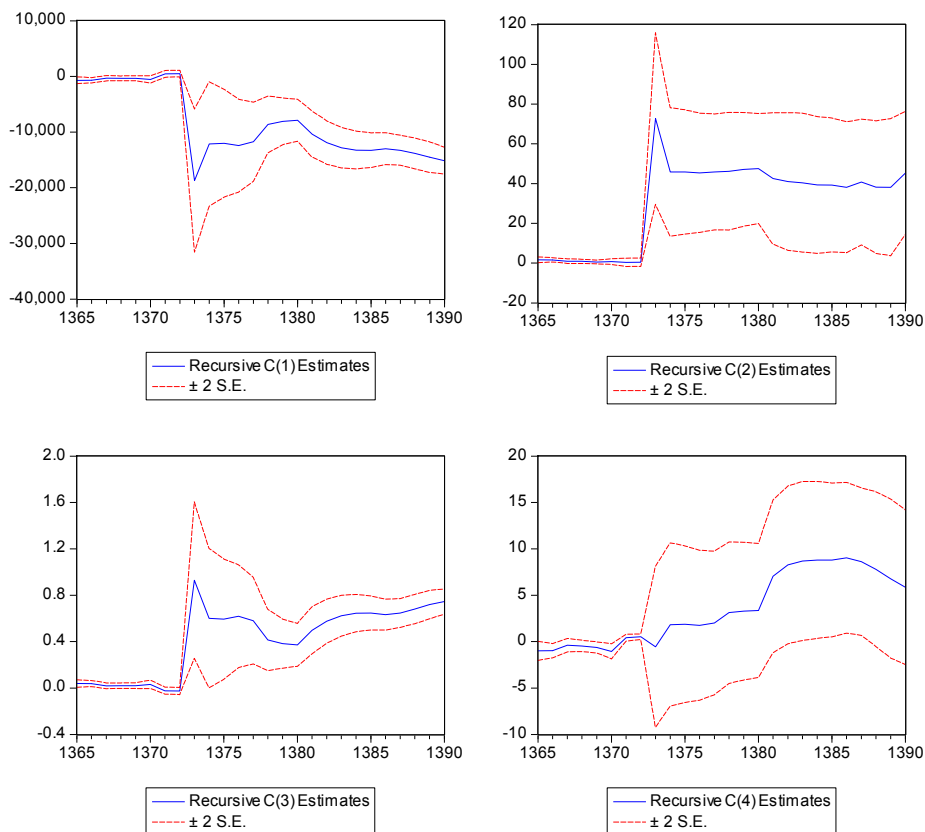 10,000
0
-10,000
-20,000
-30,000
-40,000
1365 1370 1375 1380 1385 1390
Recursive C(1) Estimates
± 2 S.E.
120
100
80
60
40
20
0
-20
1365 1370 1375 1380 1385 1390
Recursive C(2) Estimates
± 2 S.E.
2.0
1.6
1.2
0.8
0.4
0.0
-0.4
1365 1370 1375 1380 1385 1390
Recursive C(3) Estimates
± 2 S.E.
20
15
10
5
0
-5
-10
1365 1370 1375 1380 1385 1390
Recursive C(4) Estimates
± 2 S.E.